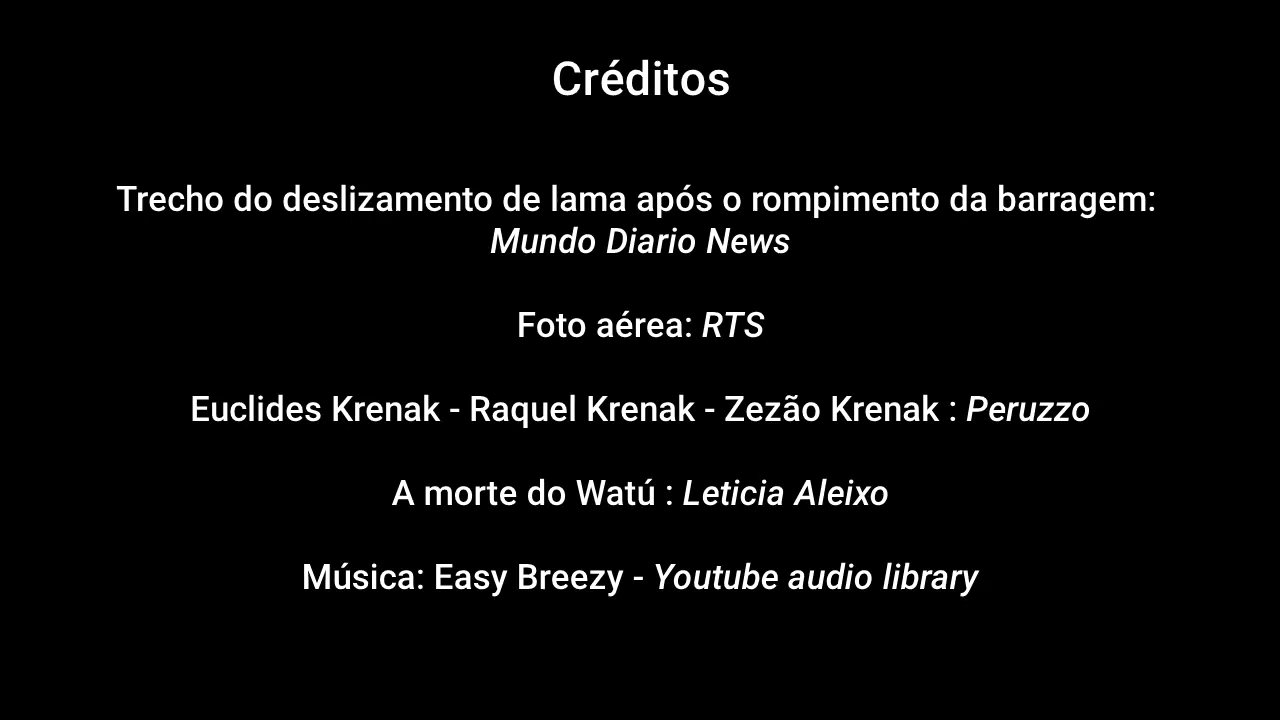 Créditos
Trecho do deslizamento de lama após o rompimento da barragem:
Mundo Diario News
Foto aérea: RTS
Euclides Krenak - Raquel Krenak - Zezão Krenak : Peruzzo
A morte do Watú : Leticia Aleixo
Música: Easy Breezy - Youtube audio library